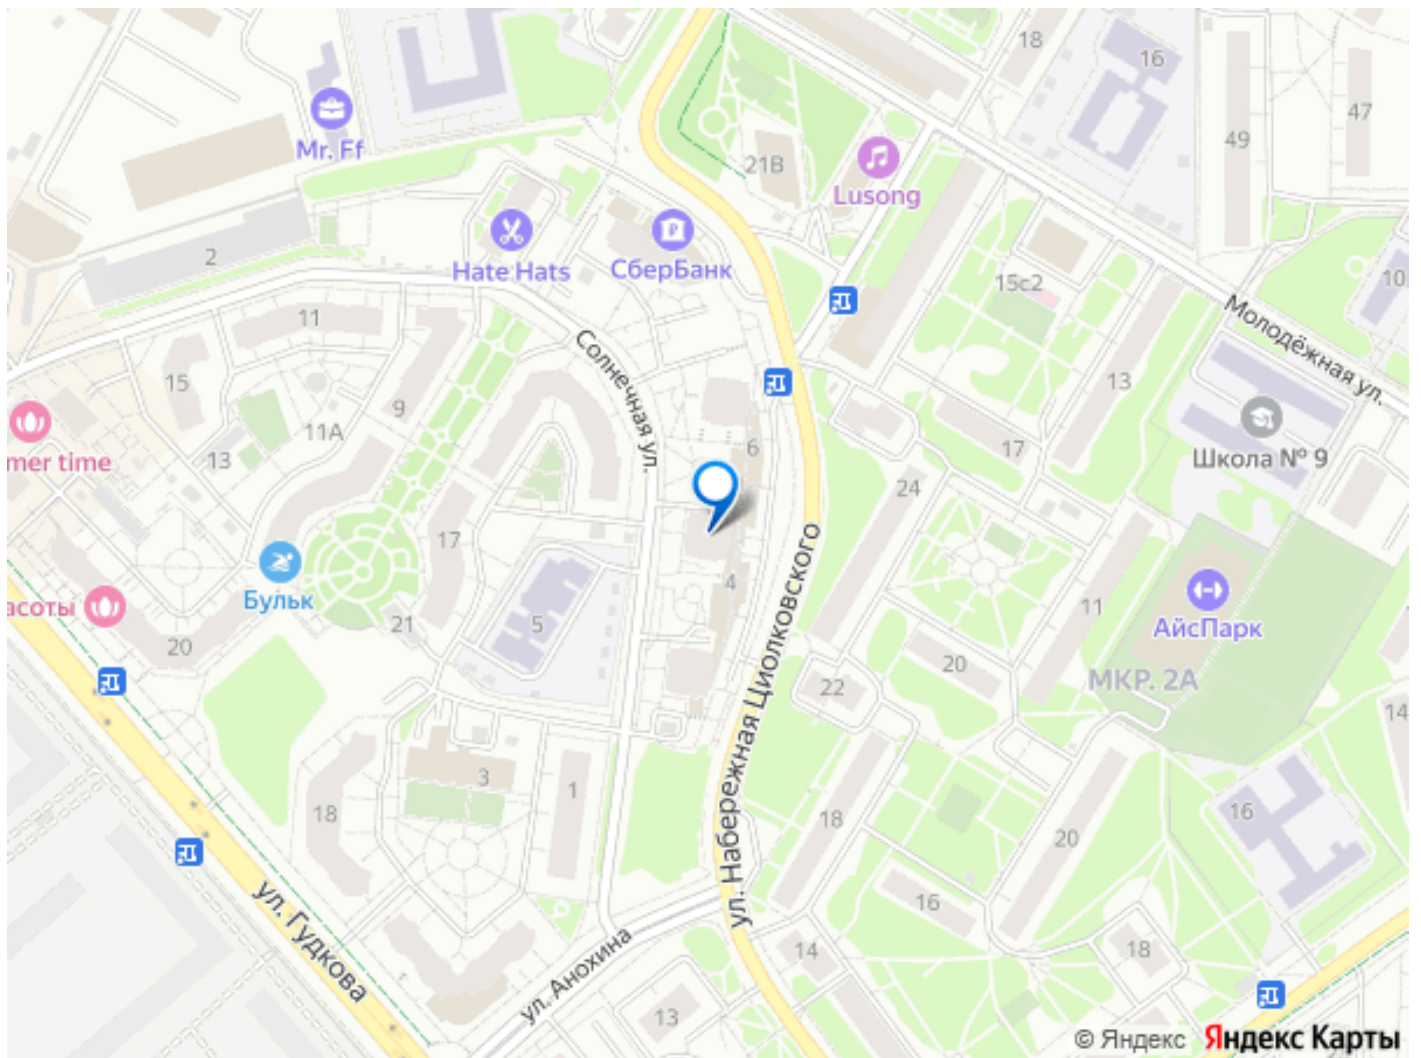 18
16
47
49
Mr. Ff
21В
Lusong
2
Hate Hats
СберБанк
15с2
10
Молодёжная ул.
11
Солнечная ул.
15
9
13
11А
13
mer time
6
17
Школа № 9
24
17
4
Бульк
асоты
5
21
20
11
АйсПарк
20
22
МКР. 2А
14
ул. Набережная Циолковского
3
1
18
18
16
20
ул. Гудкова
16
ул. Анохина
14
18
13
© Яндекс Яндекс Карты